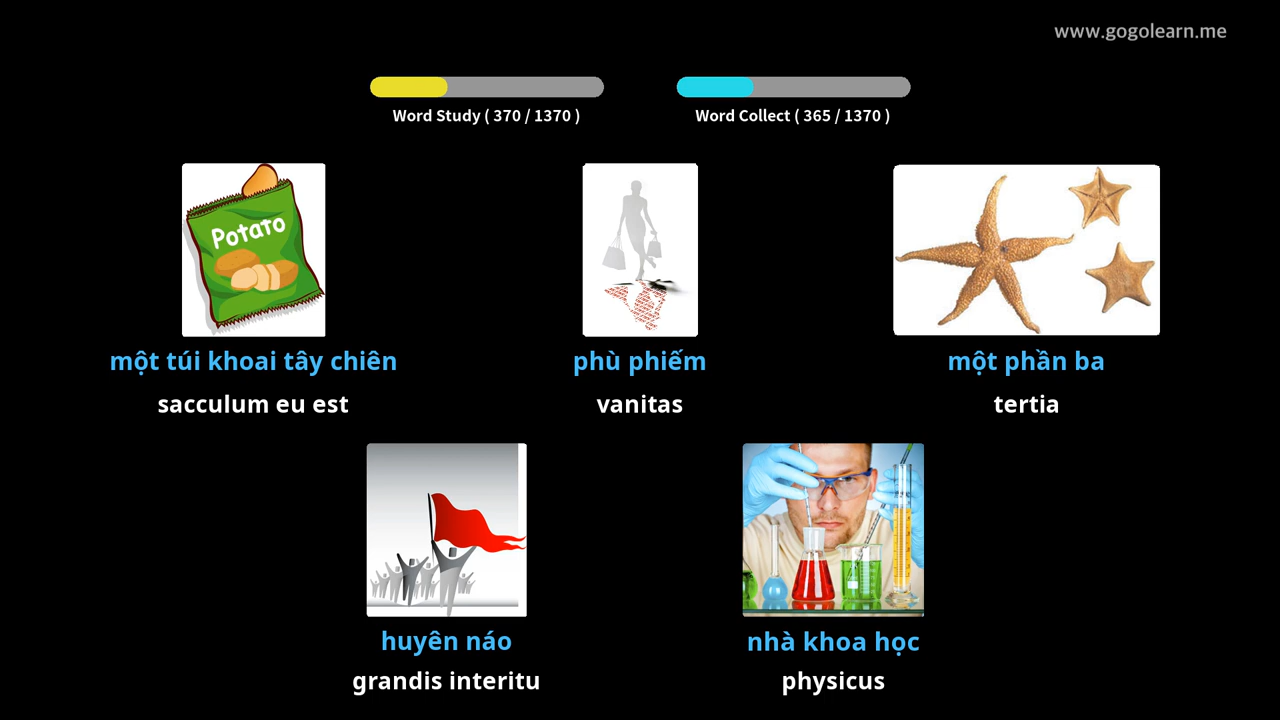 www.gogolearn.me
Word Study ( 370 / 1370 )
Word Collect ( 365 / 1370 )
Potato
một túi khoai tây chiên
sacculum eu est
phù phiếm
vanitas
một phần ba
tertia
huyên náo
grandis interitu
nhà khoa học
physicus